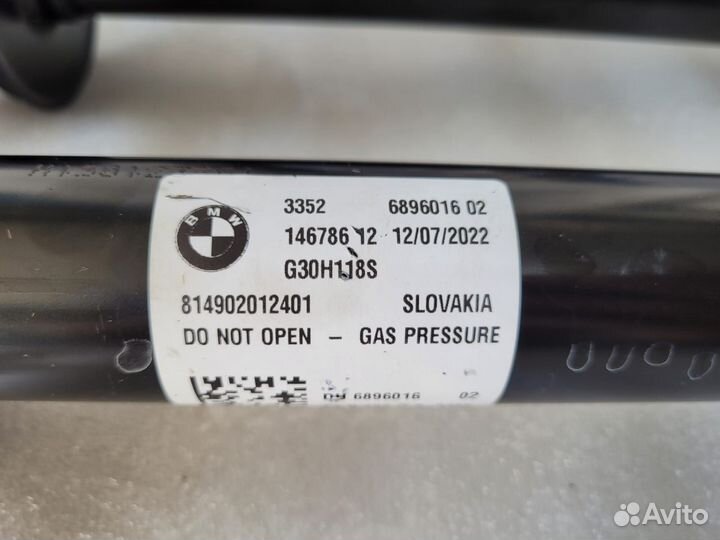 BMW
3352 6896016 02
146786 12 12/07/2022
G30H118S
814902012401 SLOVAKIA
DO NOT OPEN – GAS PRESSURE
DM 6896016 02
Avito